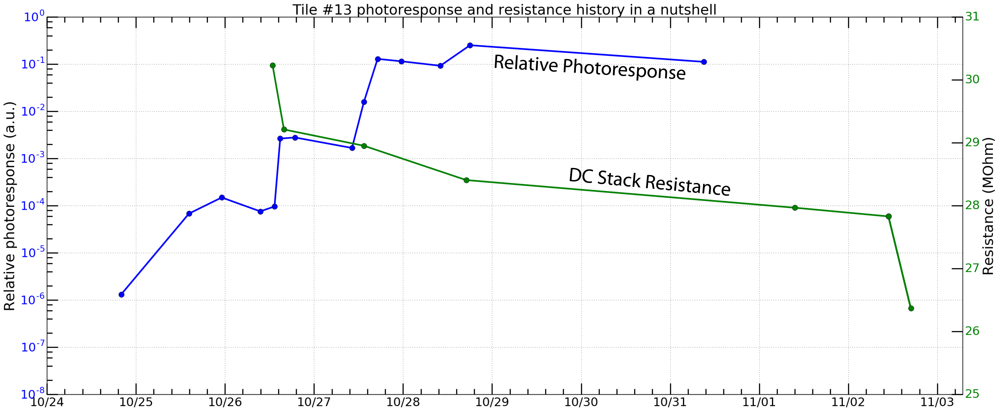 Tile #13 photoresponse and resistance history in a nutshell
Relative photoresponse (a.u.)
10^0
10^-1
10^-2
10^-3
10^-4
10^-5
10^-6
10^-7
10^-8
Relative Photoresponse
DC Stack Resistance
31
30
29
28
27
26
25
Resistance (MOhm)
10/24 10/25 10/26 10/27 10/28 10/29 10/30 10/31 11/01 11/02 11/03